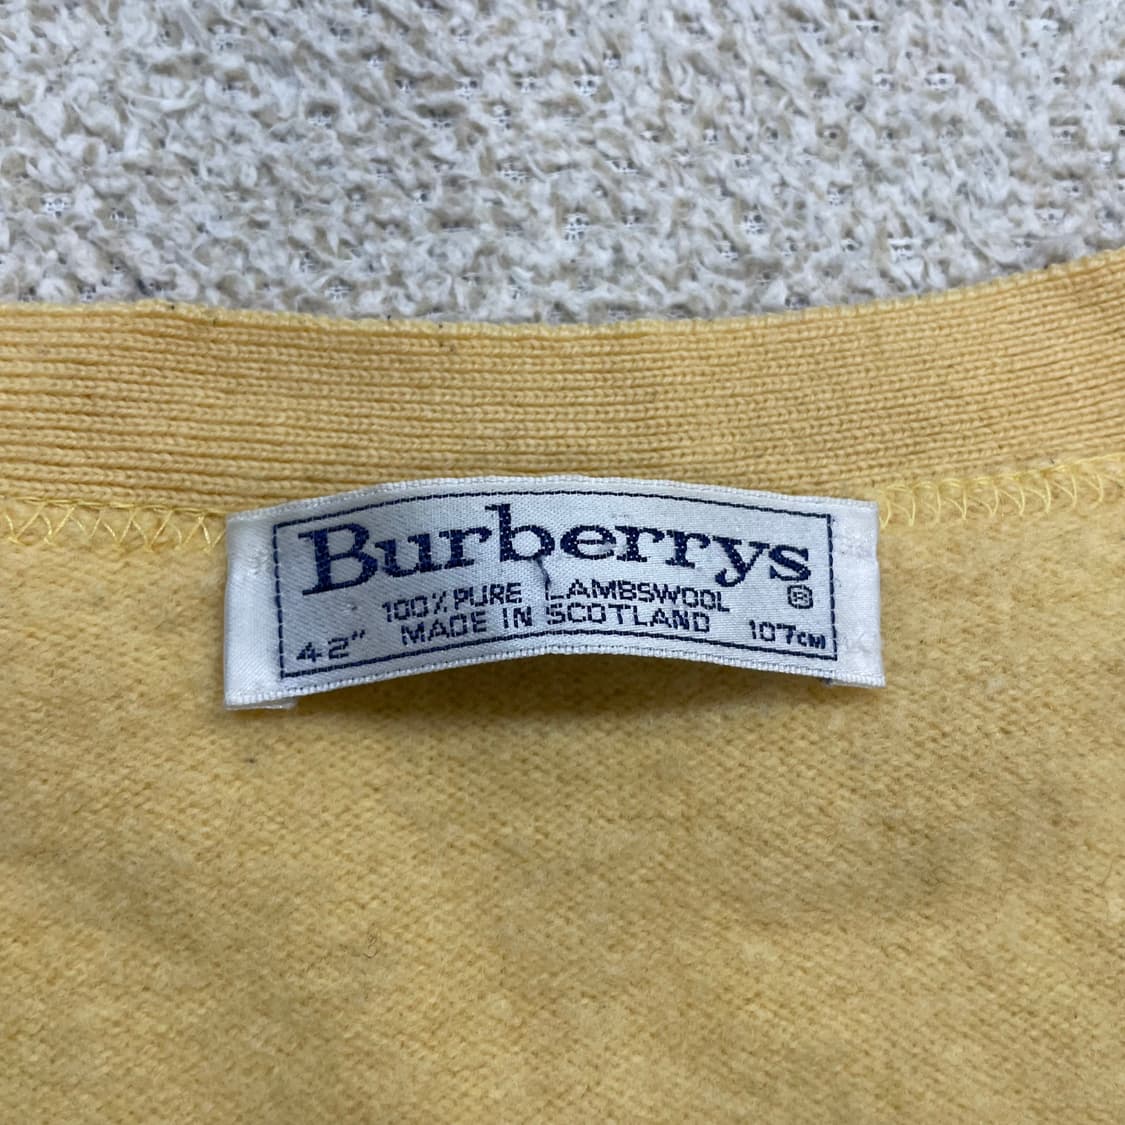 Burberrys
®
100% PURE LAMBSWOOL
42" MADE IN SCOTLAND 107CM